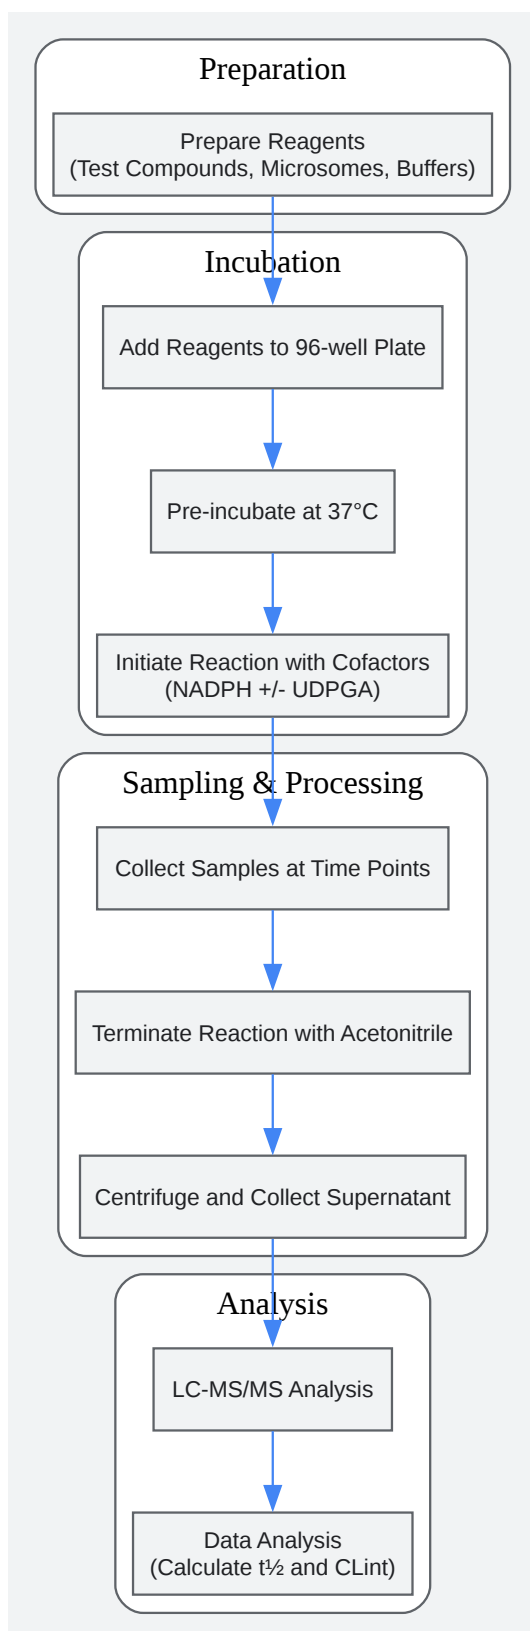 Preparation
Prepare Reagents
(Test Compounds, Microsomes, Buffers)
Incubation
Add Reagents to 96-well Plate
Pre-incubate at 37°C
Initiate Reaction with Cofactors
(NADPH +/- UDPGA)
Sampling & Processing
Collect Samples at Time Points
Terminate Reaction with Acetonitrile
Centrifuge and Collect Supernatant
Analysis
LC-MS/MS Analysis
Data Analysis
(Calculate t½ and CLint)